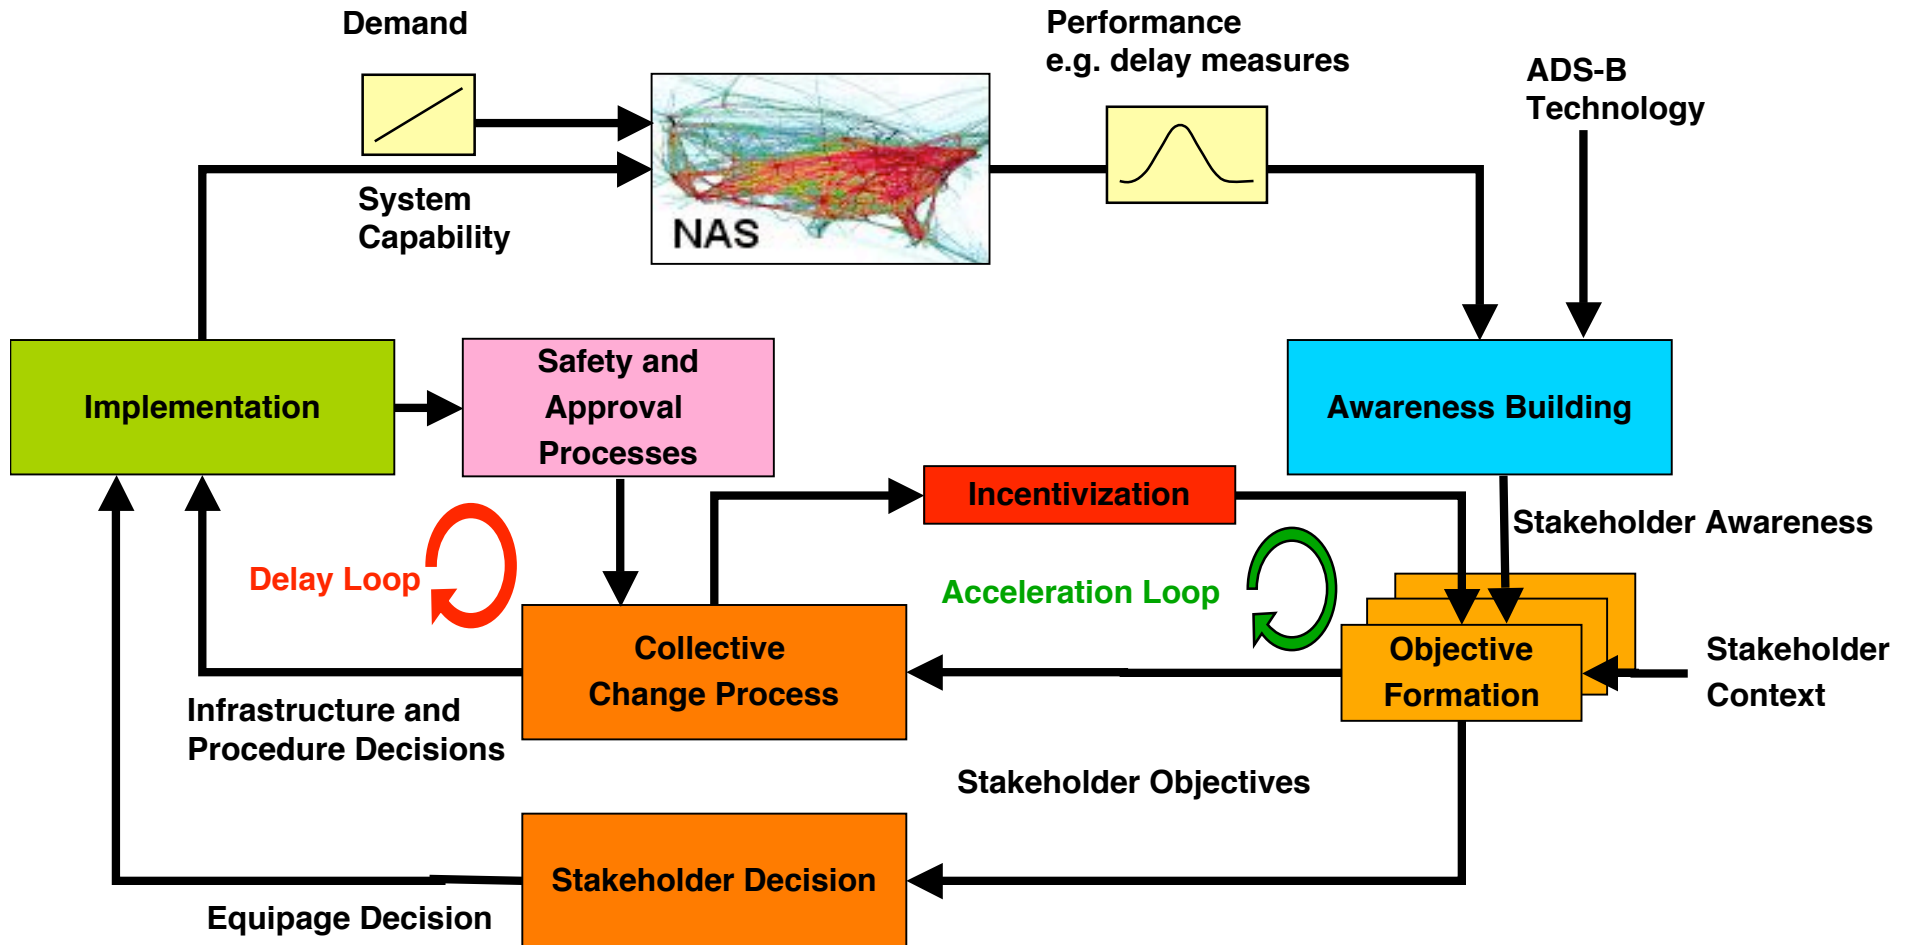 Demand
Performance
e.g. delay measures
ADS-B
Technology
System
Capability
NAS
Implementation
Safety and
Approval
Processes
Awareness Building
Incentivization
Stakeholder Awareness
Delay Loop
Acceleration Loop
Collective
Change Process
Objective
Formation
Stakeholder
Context
Infrastructure and
Procedure Decisions
Stakeholder Objectives
Stakeholder Decision
Equipage Decision